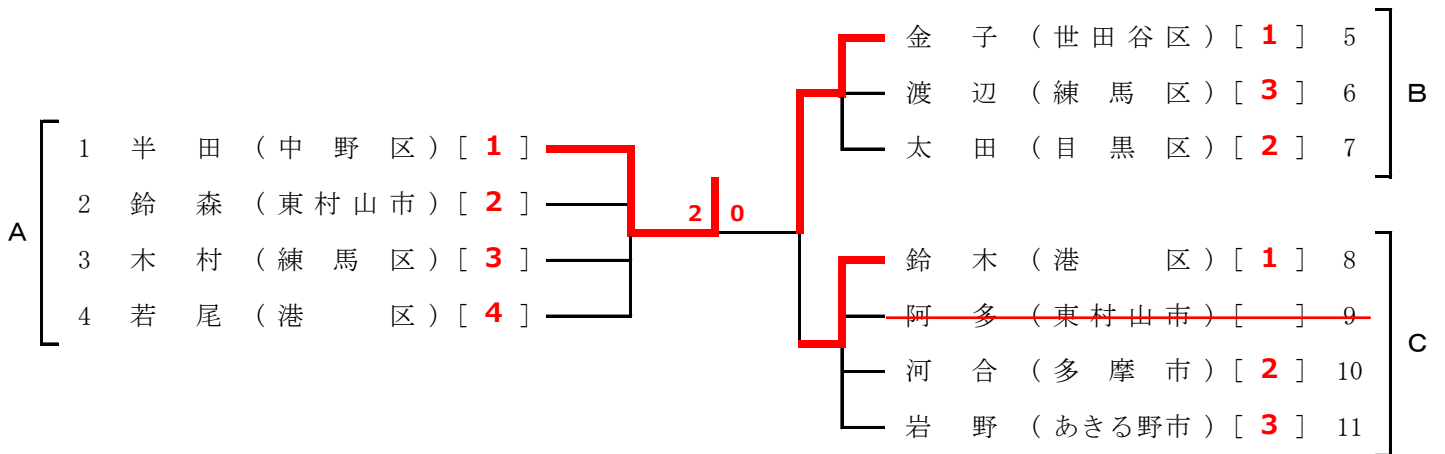 A
1 半 田 (中 野 区) [ 1 ]
2 鈴 森 (東村山市) [ 2 ]
3 木 村 (練 馬 区) [ 3 ]
4 若 尾 (港 区) [ 4 ]
2 0
金 子 (世田谷区) [ 1 ] 5
渡 辺 (練 馬 区) [ 3 ] 6
太 田 (目 黒 区) [ 2 ] 7
B
鈴 木 (港 区) [ 1 ] 8
阿 多 (東村山市) [ ] 9
河 合 (多 摩 市) [ 2 ] 10
岩 野 (あきる野市) [ 3 ] 11
C